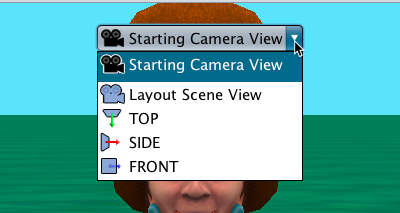 Starting Camera View
Starting Camera View
Layout Scene View
TOP
SIDE
FRONT